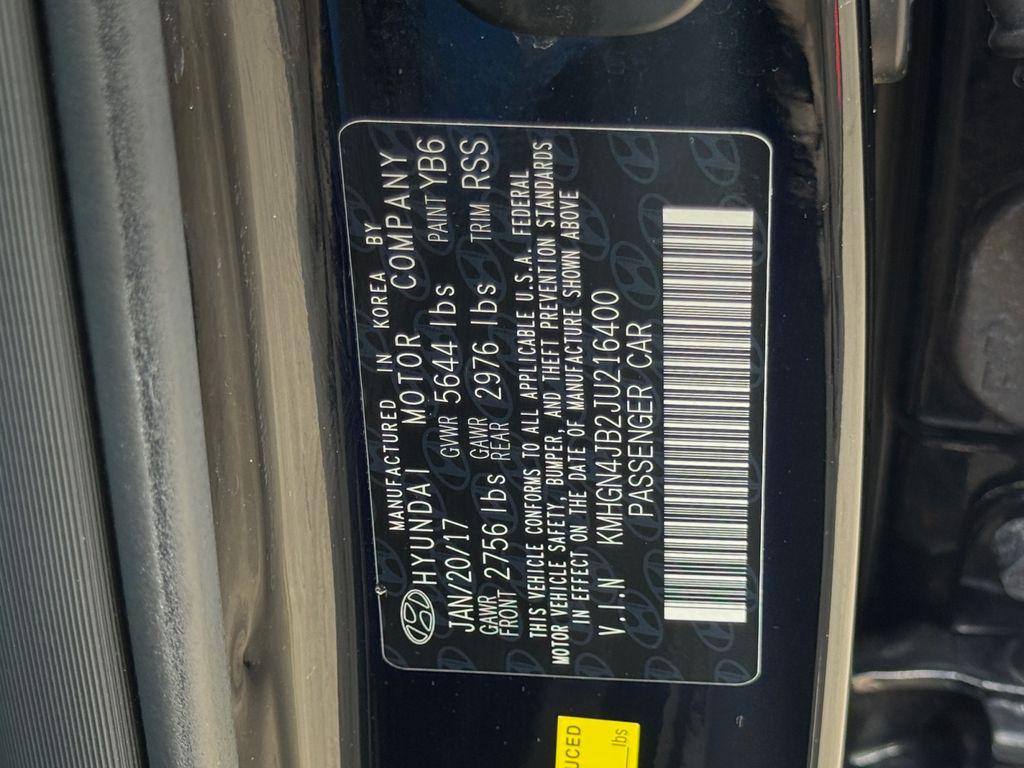 MANUFACTURED IN KOREA BY
HYUNDAI MOTOR COMPANY
JAN/20/17 GVWR 5644 lbs PAINT YB6
GAWR FRONT 2756 lbs GAWR REAR 2976 lbs TRIM RSS
THIS VEHICLE CONFORMS TO ALL APPLICABLE U.S.A. FEDERAL
MOTOR VEHICLE SAFETY, BUMPER, AND THEFT PREVENTION STANDARDS
IN EFFECT ON THE DATE OF MANUFACTURE SHOWN ABOVE
V.I.N KMHGN4JB2JU216400
PASSENGER CAR
UCED
lbs